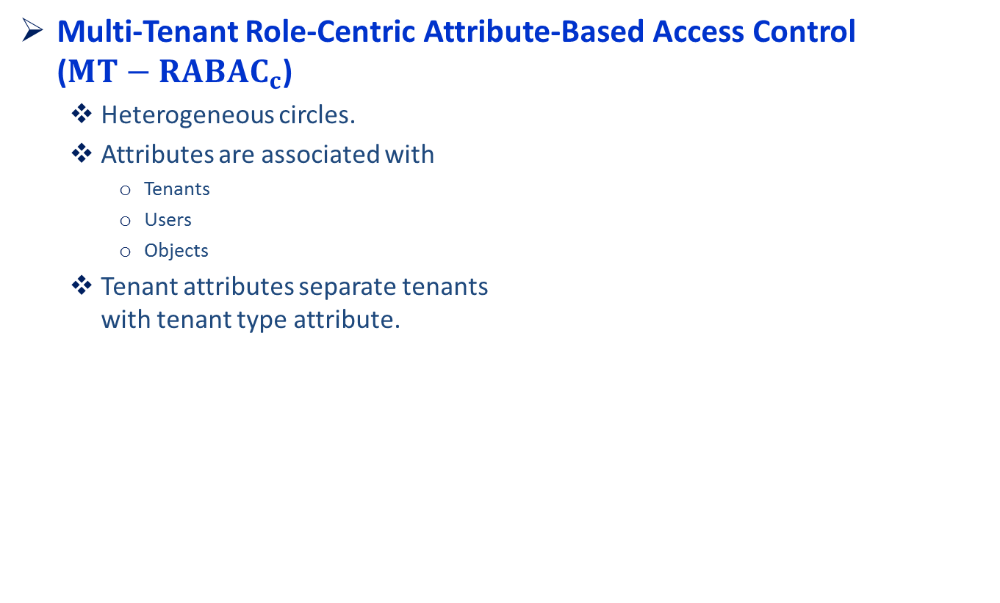 ➢ Multi-Tenant Role-Centric Attribute-Based Access Control
(MT − RABAC_c)
❖ Heterogeneous circles.
❖ Attributes are associated with
o Tenants
o Users
o Objects
❖ Tenant attributes separate tenants
with tenant type attribute.